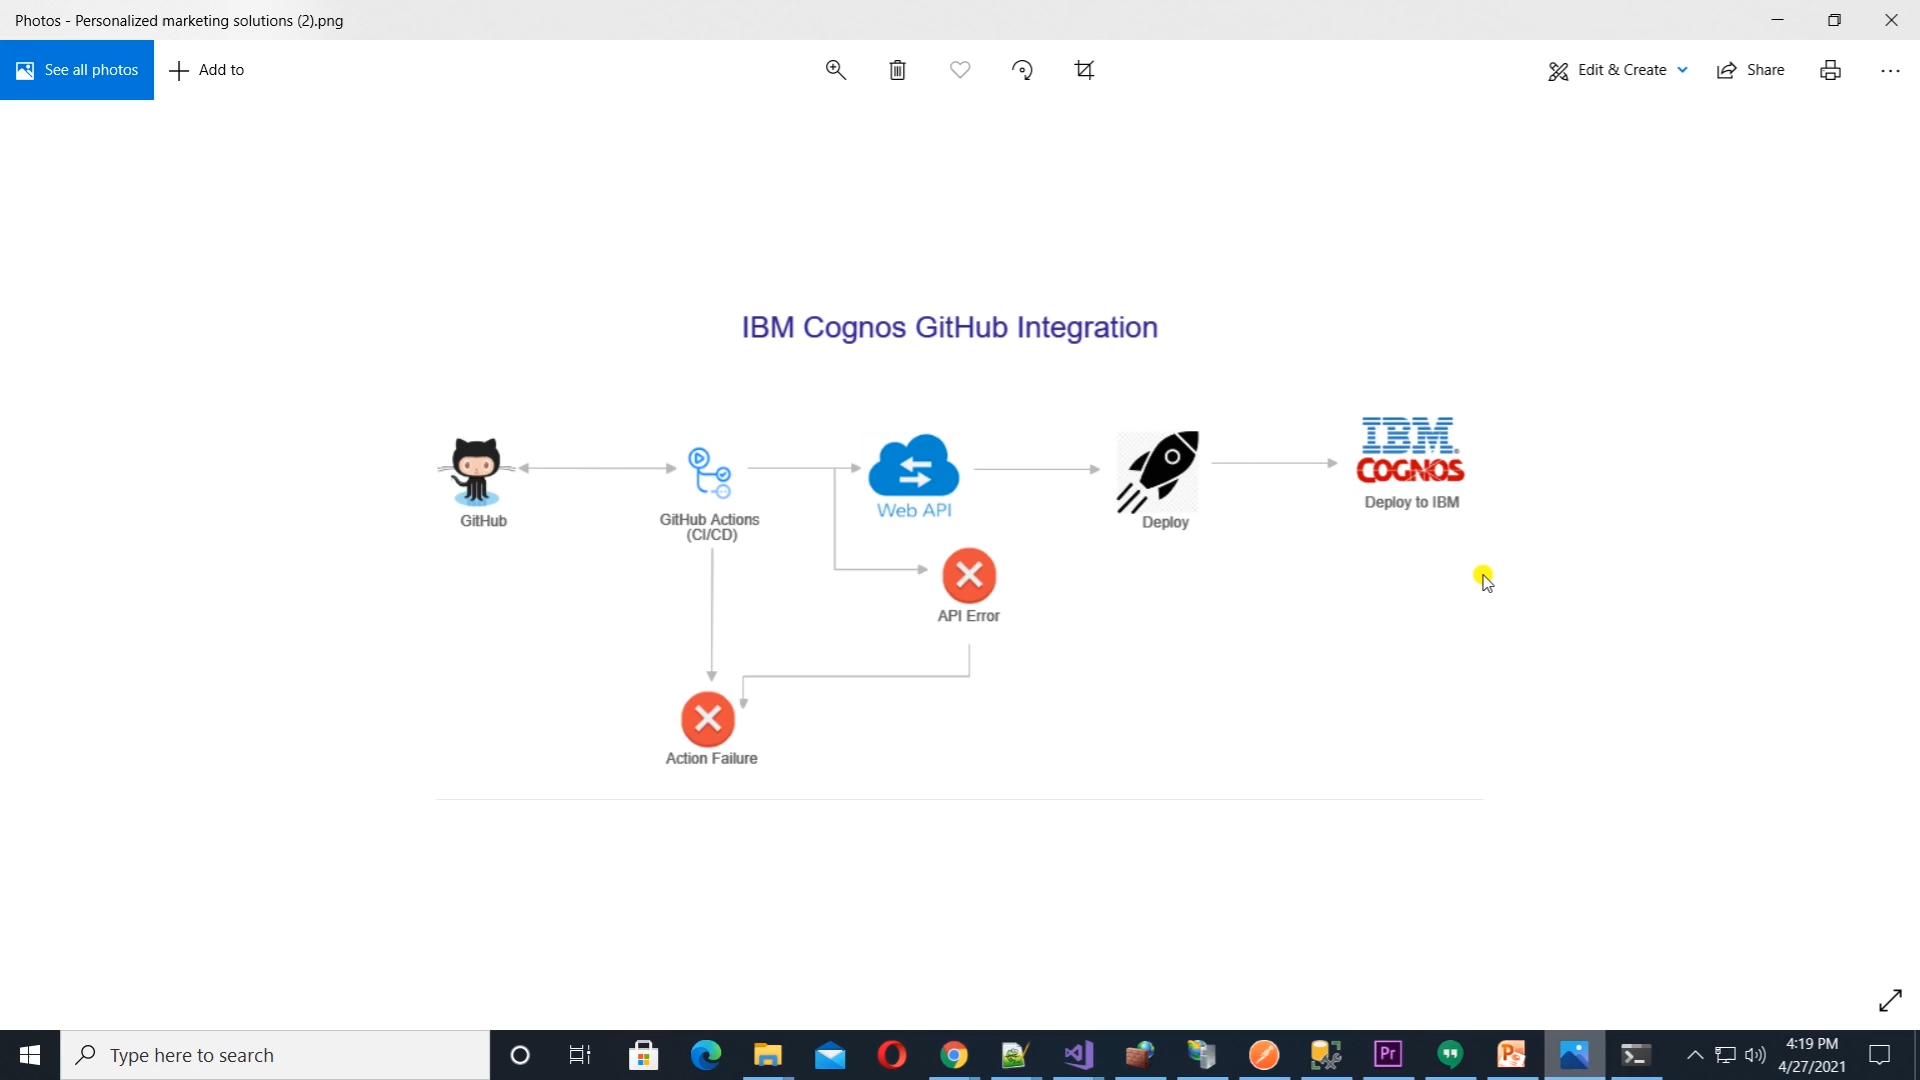 Photos - Personalized marketing solutions (2).png
See all photos
Add to
Edit & Create
Share
IBM Cognos GitHub Integration
GitHub
GitHub Actions
(CI/CD)
Web API
Deploy
IBM
COGNOS
Deploy to IBM
API Error
Action Failure
Type here to search
Pr
4:19 PM
4/27/2021